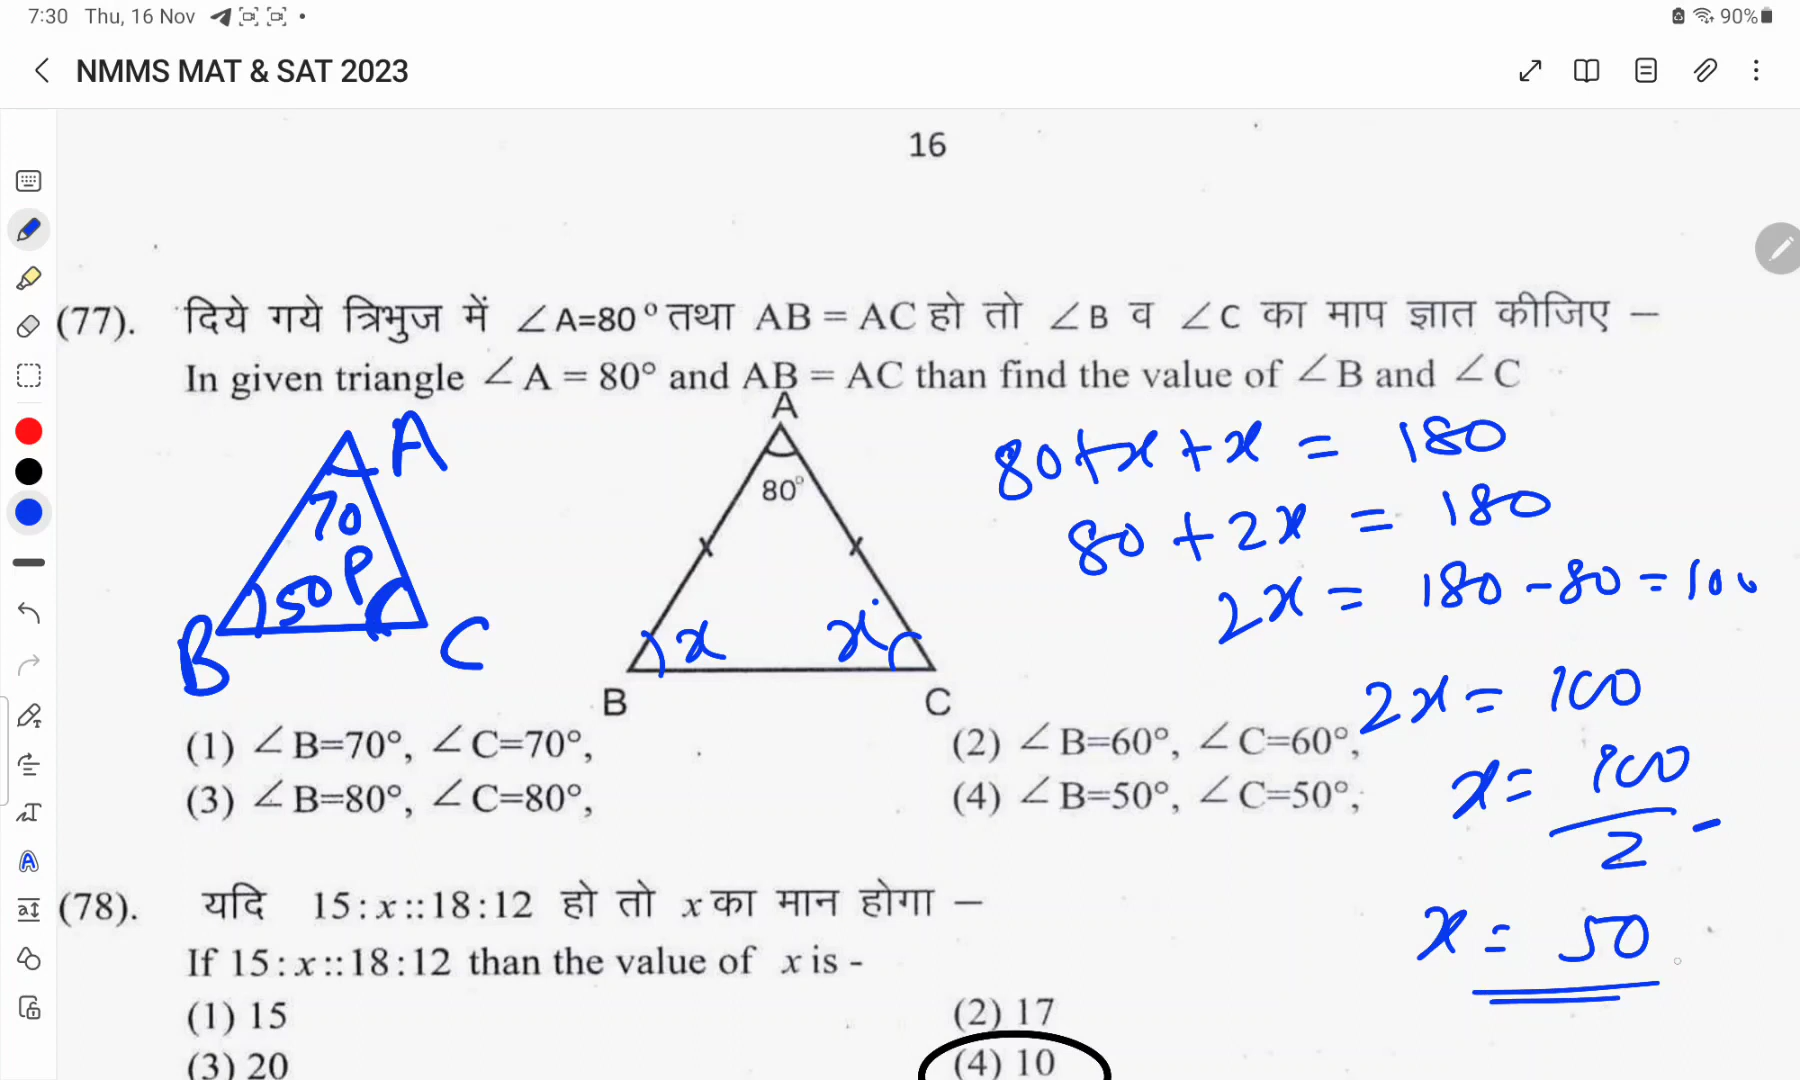 7:30 Thu, 16 Nov
90%
NMMS MAT & SAT 2023
16
(77). दिये गये त्रिभुज में ∠A=80° तथा AB = AC हो तो ∠B व ∠C का माप ज्ञात कीजिए –
In given triangle ∠A = 80° and AB = AC than find the value of ∠B and ∠C
A
70
50 P
B
C
A
80°
x
x
B
C
80+x+x = 180
80+2x = 180
2x = 180-80=100
2x = 100
x = 100/2 -
x = 50
(1) ∠B=70°, ∠C=70°,
(2) ∠B=60°, ∠C=60°,
(3) ∠B=80°, ∠C=80°,
(4) ∠B=50°, ∠C=50°,
(78). यदि 15:x::18:12 हो तो x का मान होगा –
If 15:x::18:12 than the value of x is -
(1) 15
(2) 17
(3) 20
(4) 10